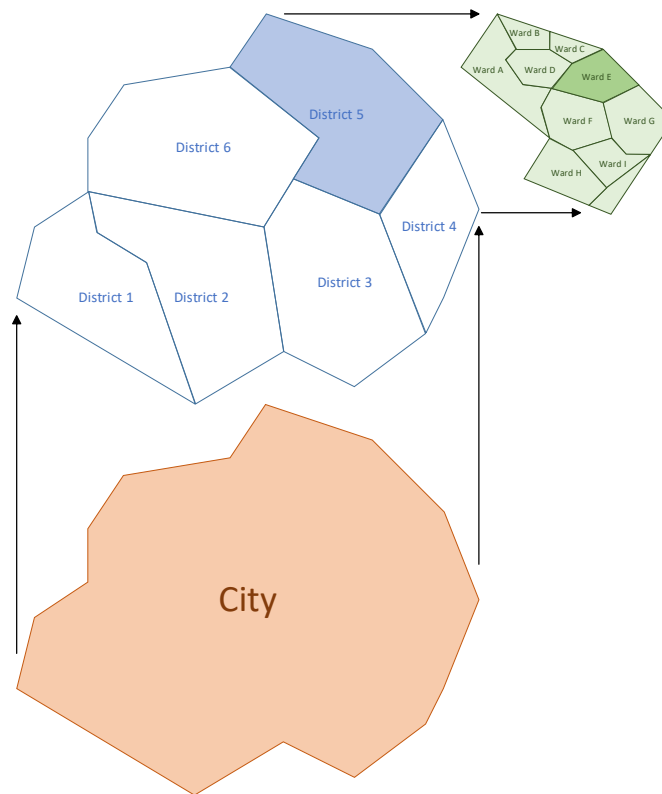 Ward B
Ward C
Ward A
Ward D
Ward E
District 5
Ward F
Ward G
District 6
Ward I
Ward H
District 4
District 3
District 1
District 2
City